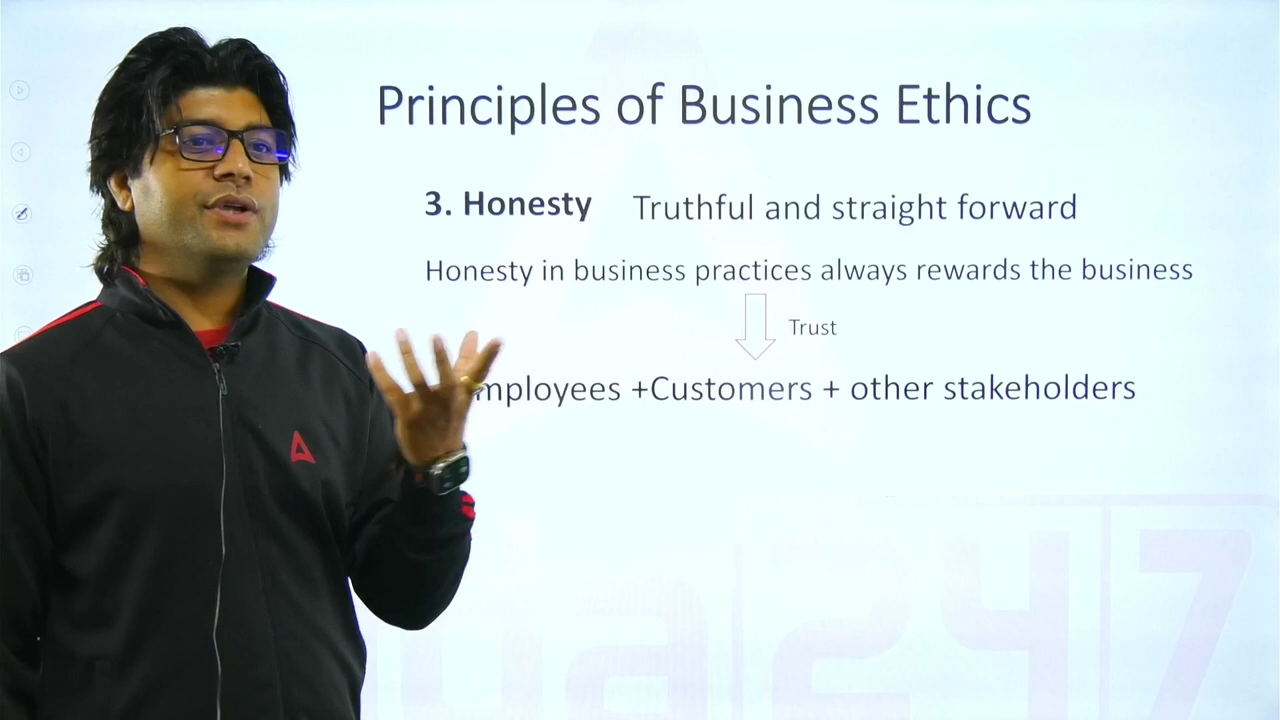 Principles of Business Ethics
3. Honesty Truthful and straight forward
Honesty in business practices always rewards the business
Trust
mployees +Customers + other stakeholders
247